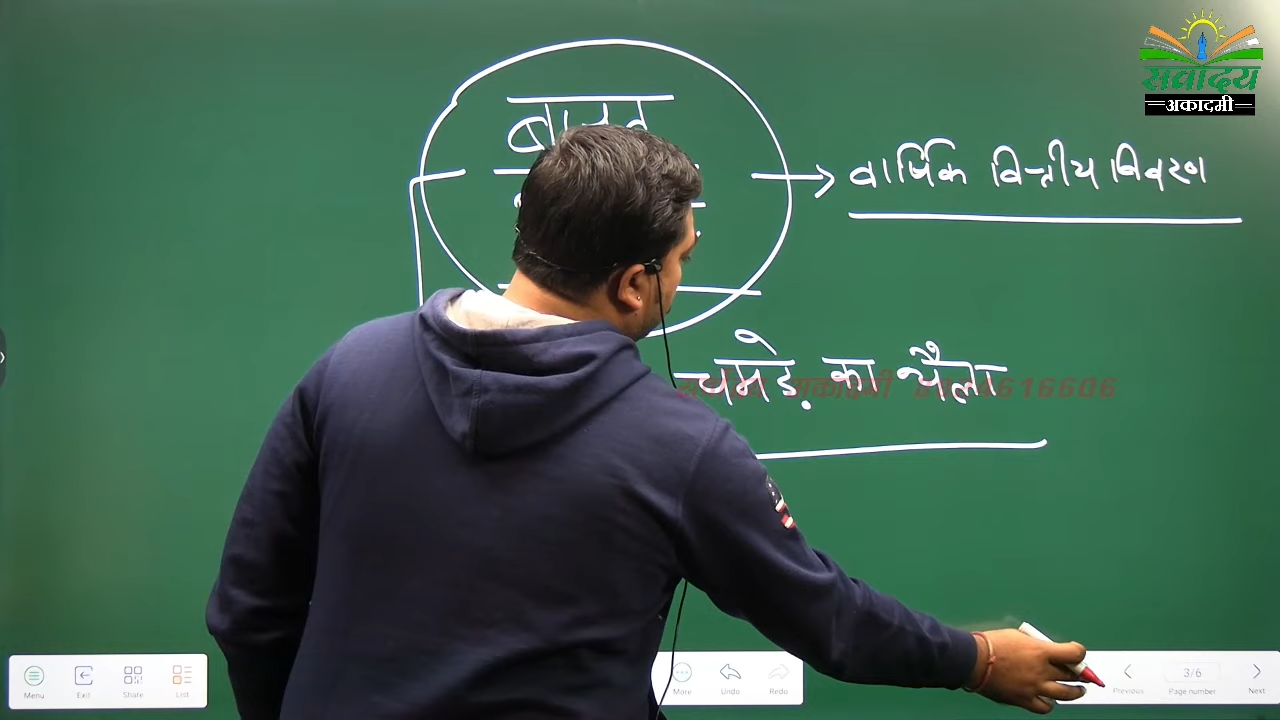 सर्वोदय
अकादमी
वार्षिक वित्तीय विवरण
चमड़े का थैला
Menu
Exit
Share
List
More
Undo
Redo
Previous
3/6
Page number
Next